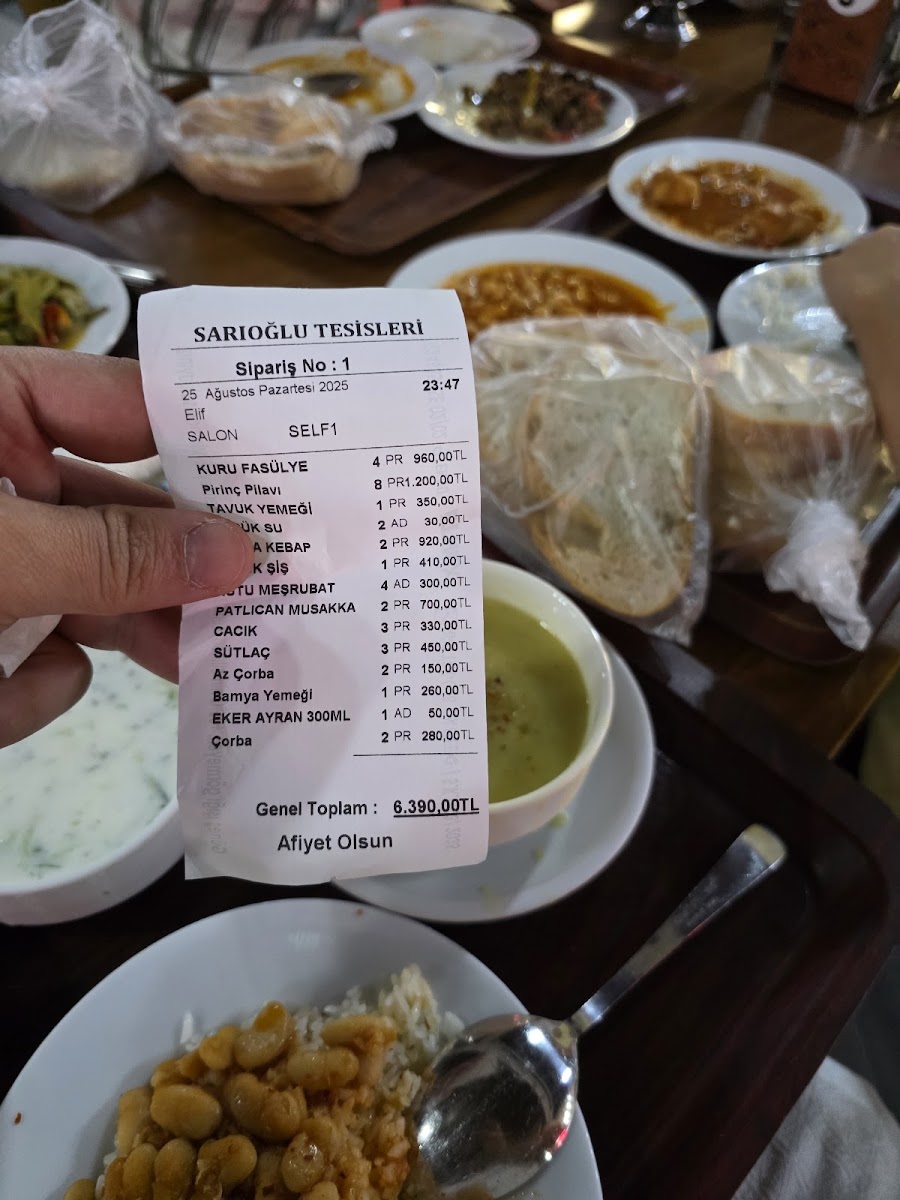 SARIOĞLU TESİSLERİ
Sipariş No : 1
25 Ağustos Pazartesi 2025 23:47
Elif
SALON SELF1
KURU FASÜLYE 4 PR 960,00TL
Pirinç Pilavı 8 PR1.200,00TL
TAVUK YEMEĞİ 1 PR 350,00TL
SU 2 AD 30,00TL
KEBAP 2 PR 920,00TL
ŞİŞ 1 PR 410,00TL
KUTU MEŞRUBAT 4 AD 300,00TL
PATLICAN MUSAKKA 2 PR 700,00TL
CACIK 3 PR 330,00TL
SÜTLAÇ 3 PR 450,00TL
Az Çorba 2 PR 150,00TL
Bamya Yemeği 1 PR 260,00TL
EKER AYRAN 300ML 1 AD 50,00TL
Çorba 2 PR 280,00TL
Genel Toplam : 6.390,00TL
Afiyet Olsun